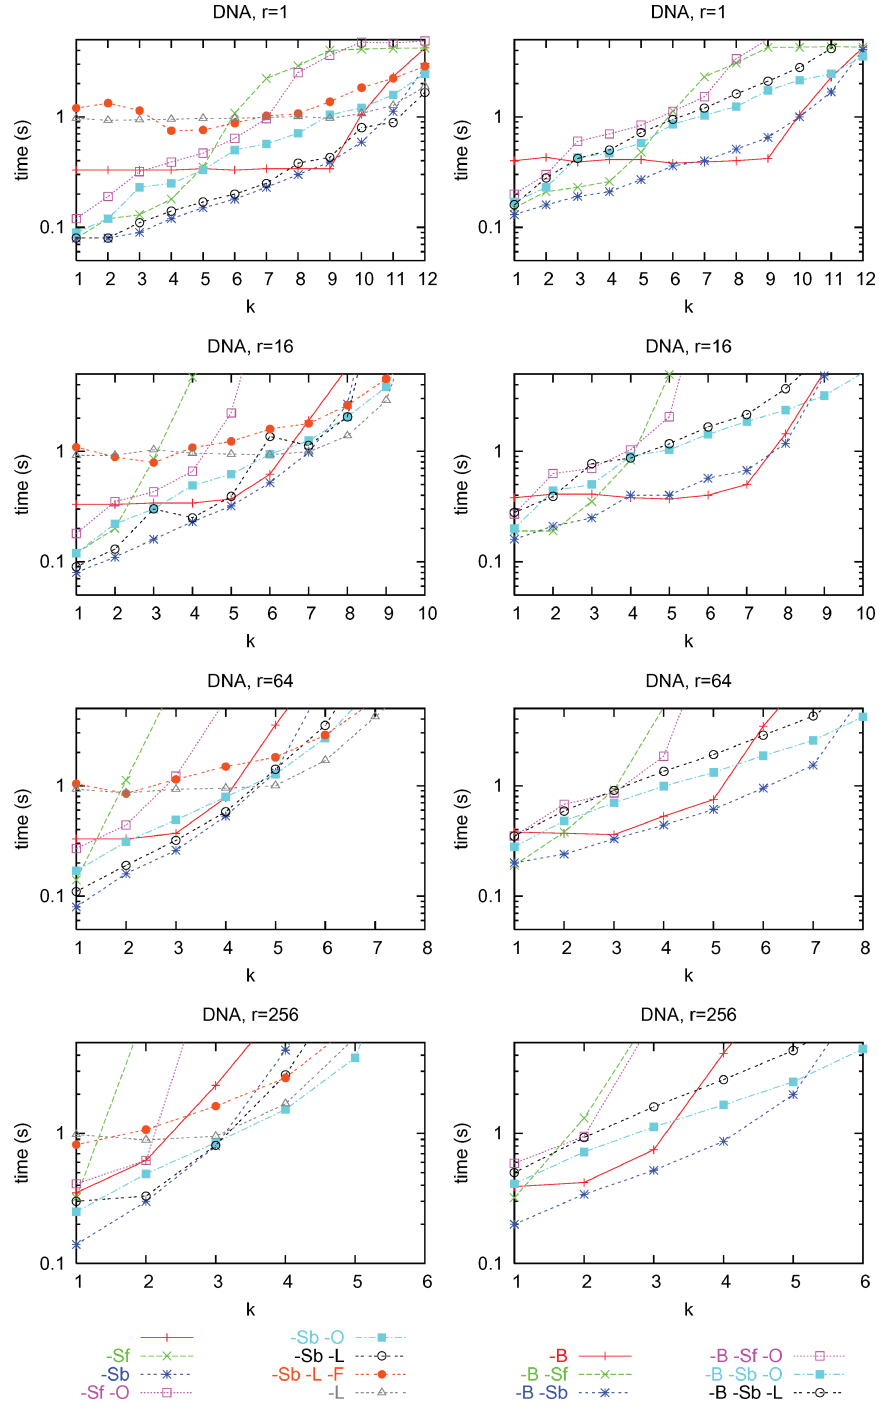 DNA, r=1
DNA, r=1
time (s)
1
0.1
1 2 3 4 5 6 7 8 9 10 11 12
k
time (s)
1
0.1
1 2 3 4 5 6 7 8 9 10 11 12
k
DNA, r=16
DNA, r=16
time (s)
1
0.1
1 2 3 4 5 6 7 8 9 10
k
time (s)
1
0.1
1 2 3 4 5 6 7 8 9 10
k
DNA, r=64
DNA, r=64
time (s)
1
0.1
1 2 3 4 5 6 7 8
k
time (s)
1
0.1
1 2 3 4 5 6 7 8
k
DNA, r=256
DNA, r=256
time (s)
1
0.1
1 2 3 4 5 6
k
time (s)
1
0.1
1 2 3 4 5 6
k
-Sf
-Sb
-Sf -O
-Sb -O
-Sb -L
-Sb -L -F
-L
-B
-B -Sf
-B -Sb
-B -Sf -O
-B -Sb -O
-B -Sb -L